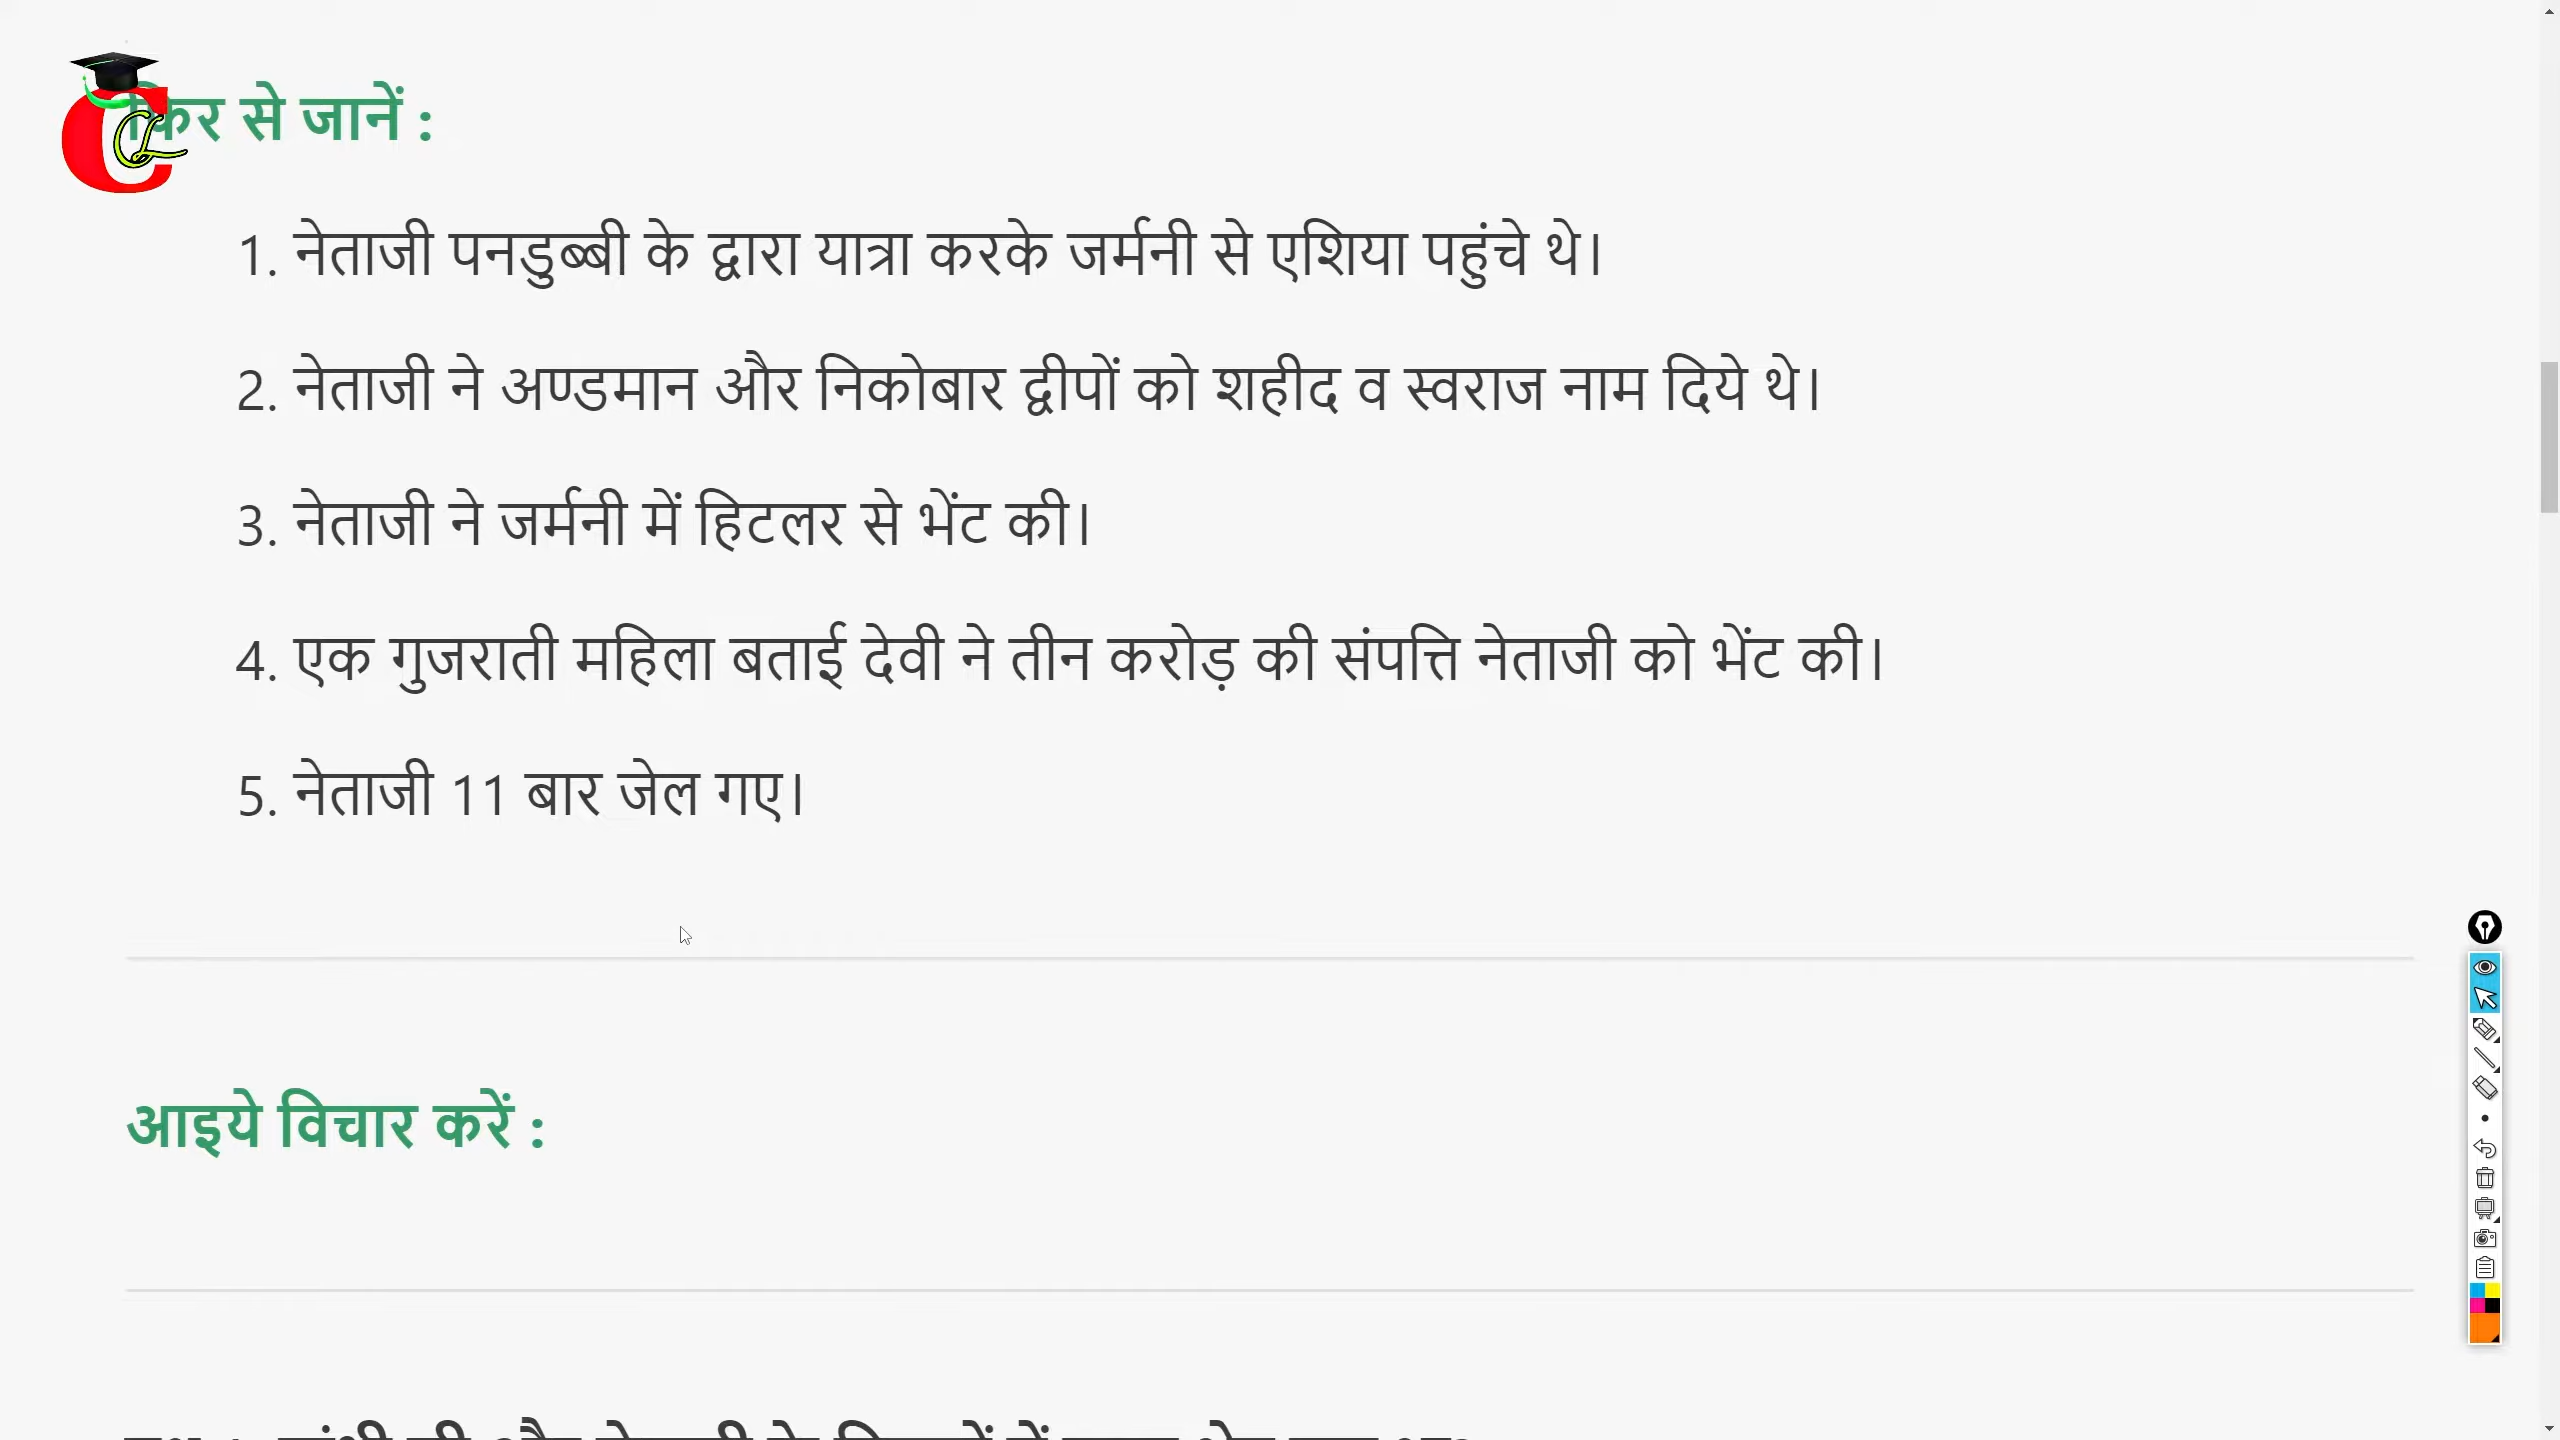 फिर से जानें :
1. नेताजी पनडुब्बी के द्वारा यात्रा करके जर्मनी से एशिया पहुंचे थे।
2. नेताजी ने अण्डमान और निकोबार द्वीपों को शहीद व स्वराज नाम दिये थे।
3. नेताजी ने जर्मनी में हिटलर से भेंट की।
4. एक गुजराती महिला बताई देवी ने तीन करोड़ की संपत्ति नेताजी को भेंट की।
5. नेताजी 11 बार जेल गए।
आइये विचार करें :